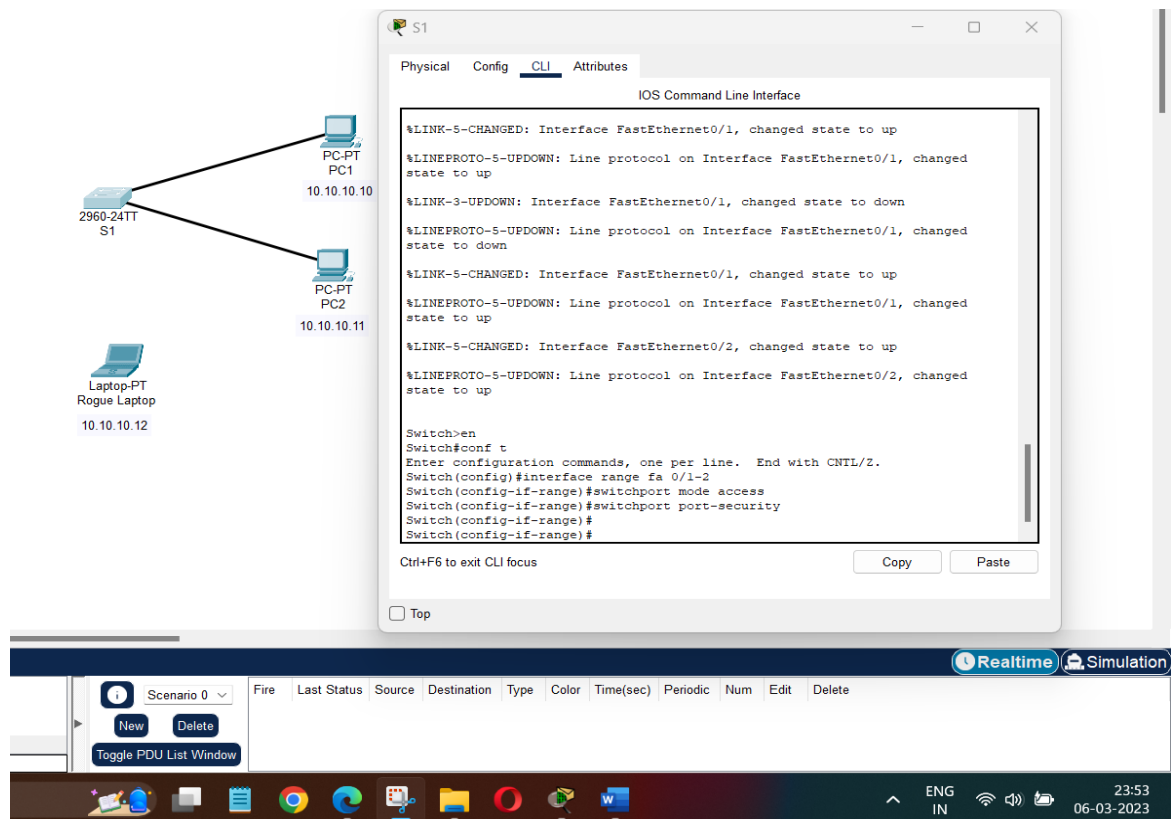 S1
Physical Config CLI Attributes
IOS Command Line Interface
%LINK-5-CHANGED: Interface FastEthernet0/1, changed state to up
%LINEPROTO-5-UPDOWN: Line protocol on Interface FastEthernet0/1, changed
state to up
%LINK-3-UPDOWN: Interface FastEthernet0/1, changed state to down
%LINEPROTO-5-UPDOWN: Line protocol on Interface FastEthernet0/1, changed
state to down
%LINK-5-CHANGED: Interface FastEthernet0/1, changed state to up
%LINEPROTO-5-UPDOWN: Line protocol on Interface FastEthernet0/1, changed
state to up
%LINK-5-CHANGED: Interface FastEthernet0/2, changed state to up
%LINEPROTO-5-UPDOWN: Line protocol on Interface FastEthernet0/2, changed
state to up
Switch>en
Switch#conf t
Enter configuration commands, one per line. End with CNTL/Z.
Switch(config)#interface range fa 0/1-2
Switch(config-if-range)#switchport mode access
Switch(config-if-range)#switchport port-security
Switch(config-if-range)#
Switch(config-if-range)#
Ctrl+F6 to exit CLI focus
Copy Paste
Top
PC-PT
PC1
10.10.10.10
2960-24TT
S1
PC-PT
PC2
10.10.10.11
Laptop-PT
Rogue Laptop
10.10.10.12
Realtime Simulation
Scenario 0
New Delete
Toggle PDU List Window
Fire Last Status Source Destination Type Color Time(sec) Periodic Num Edit Delete
W
ENG
IN
23:53
06-03-2023